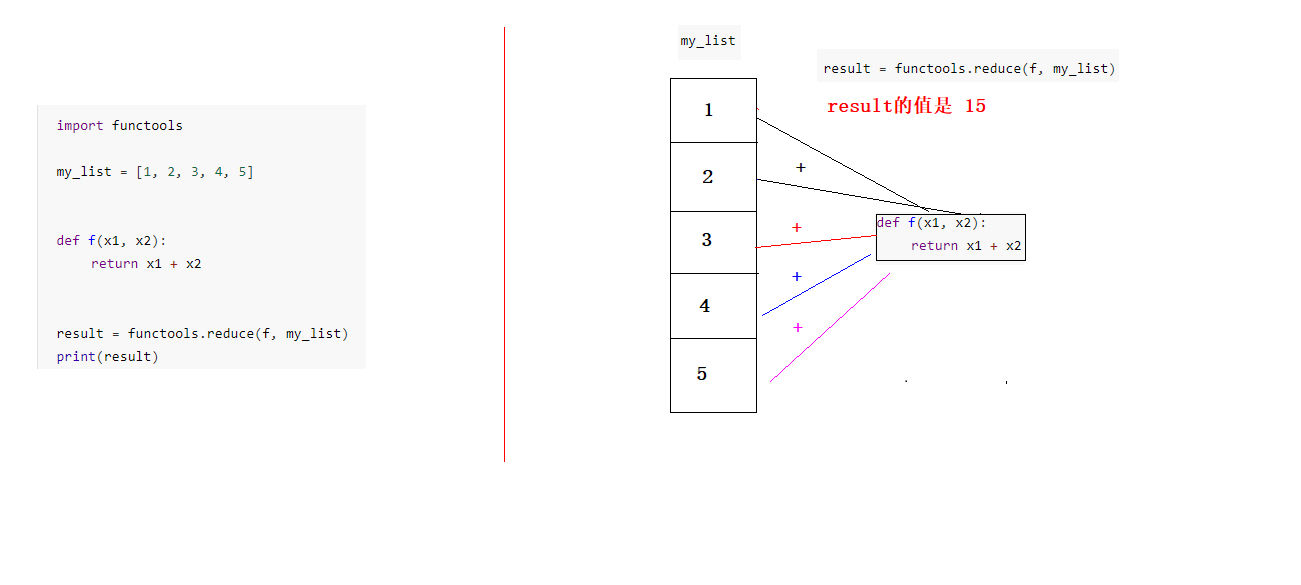 import functools
my_list = [1, 2, 3, 4, 5]
def f(x1, x2):
    return x1 + x2
result = functools.reduce(f, my_list)
print(result)
my_list
result = functools.reduce(f, my_list)
result的值是 15
1
+
2
+
3
def f(x1, x2):
    return x1 + x2
+
4
+
5